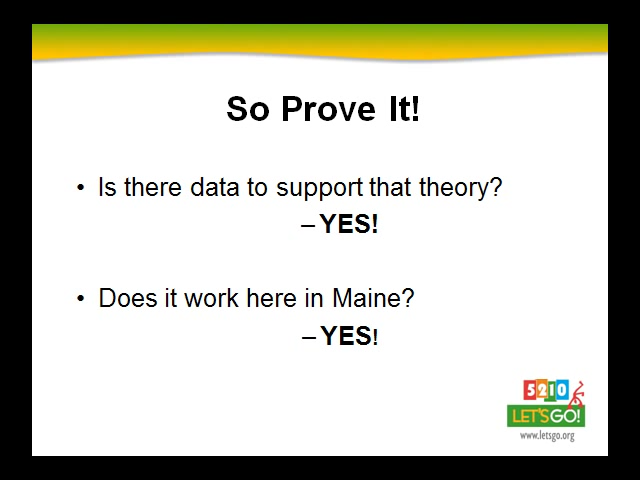 So Prove It!
• Is there data to support that theory?
– YES!
• Does it work here in Maine?
– YES!
5210
LET'S GO!
www.letsgo.org